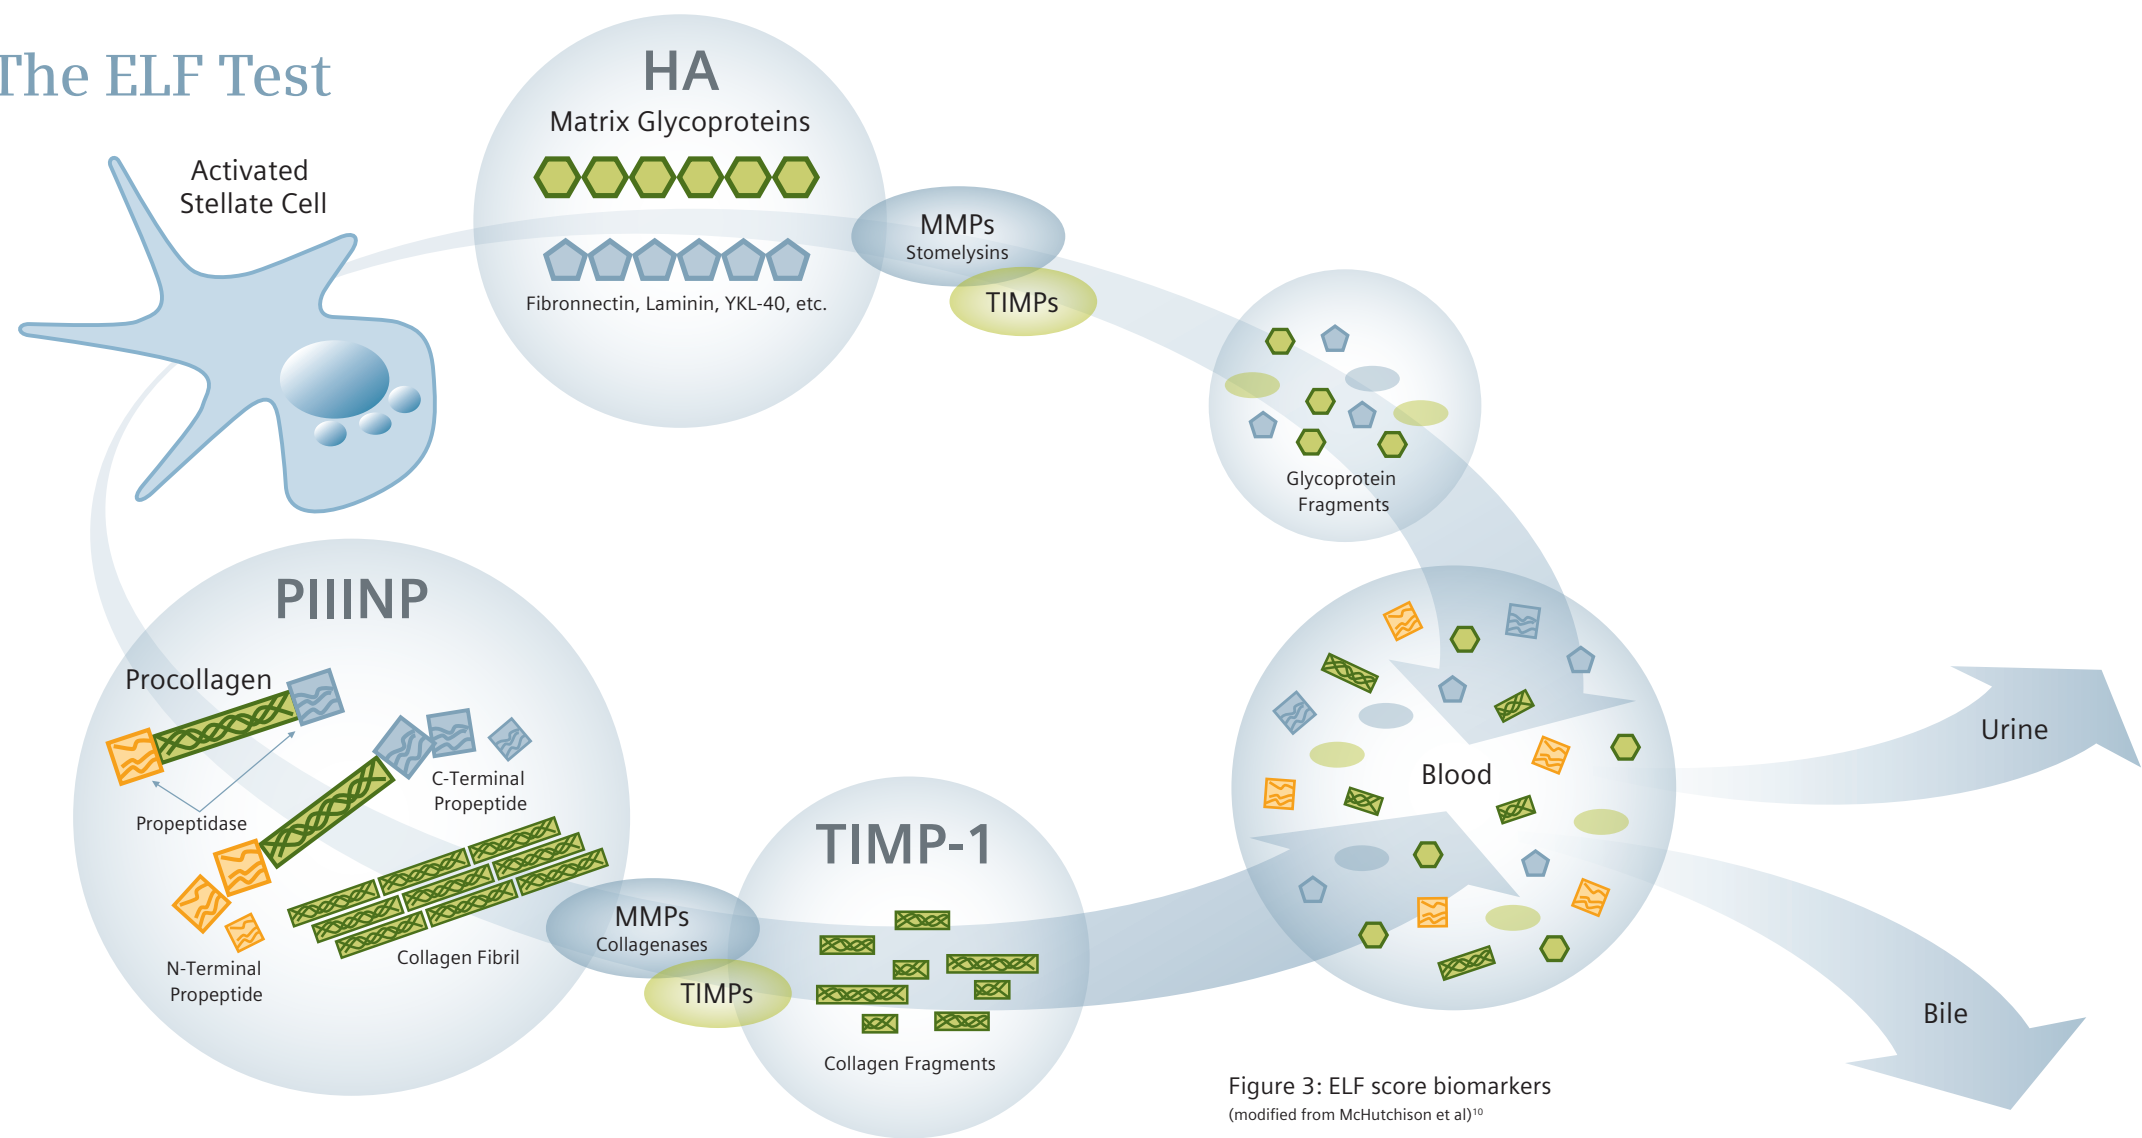 The ELF Test
HA
Matrix Glycoproteins
Fibronnectin, Laminin, YKL-40, etc.
Activated
Stellate Cell
MMPs
Stomelysins
TIMPs
Glycoprotein
Fragments
PIIINP
Procollagen
Propeptidase
C-Terminal
Propeptide
N-Terminal
Propeptide
Collagen Fibril
MMPs
Collagenases
TIMPs
TIMP-1
Collagen Fragments
Blood
Urine
Bile
Figure 3: ELF score biomarkers
(modified from McHutchison et al)¹⁰